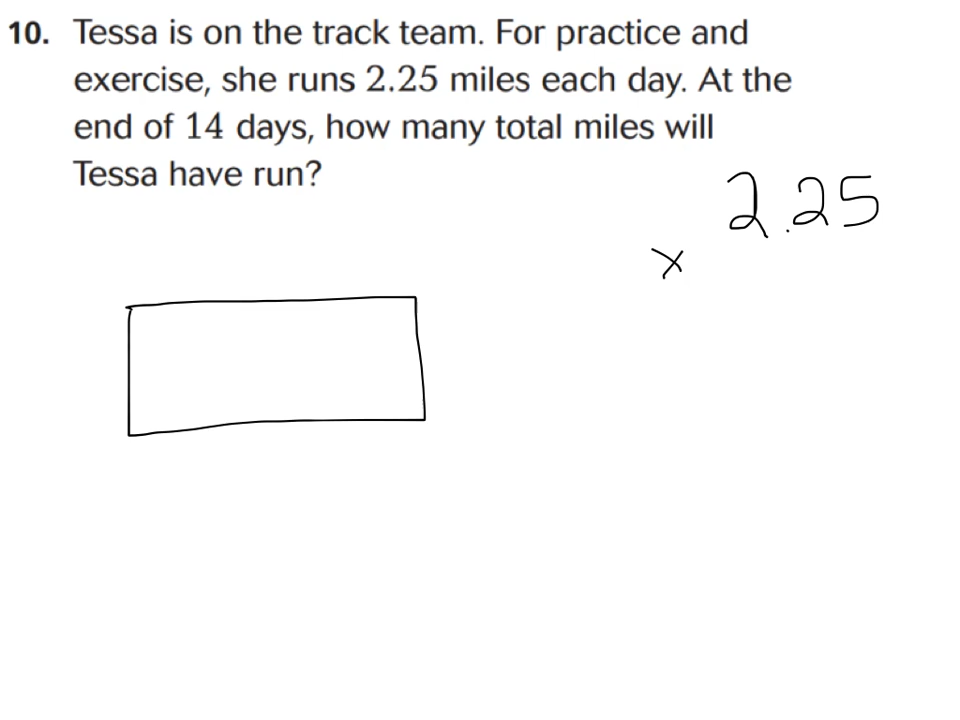 10. Tessa is on the track team. For practice and
exercise, she runs 2.25 miles each day. At the
end of 14 days, how many total miles will
Tessa have run?
2.25
x